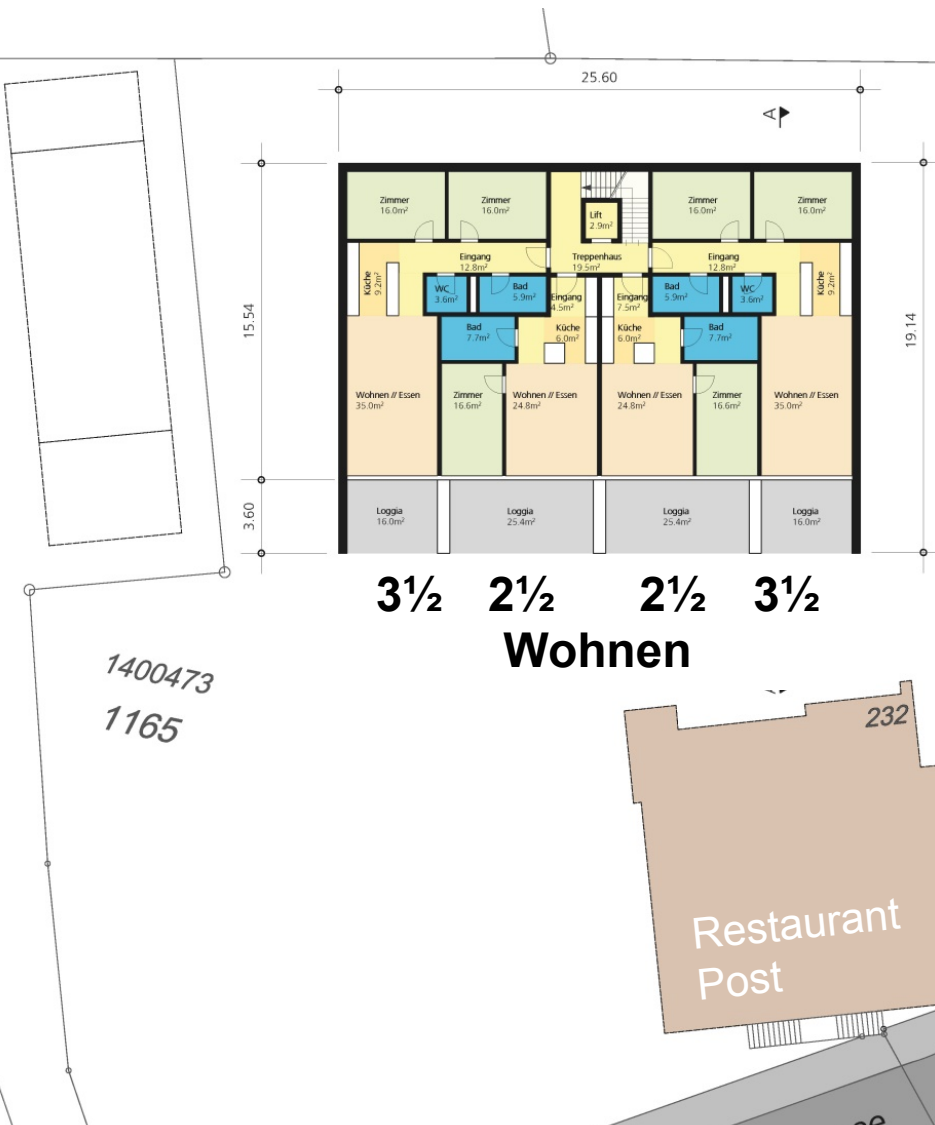 25.60
A
Zimmer
16.0m²
Zimmer
16.0m²
Zimmer
16.0m²
Zimmer
16.0m²
Lift
2.9m²
Eingang
12.8m²
Treppenhaus
19.5m²
Eingang
12.8m²
Küche
9.2m²
WC
3.6m²
Bad
5.9m²
Eingang
4.5m²
Eingang
7.5m²
Bad
5.9m²
WC
3.6m²
Küche
9.2m²
Bad
7.7m²
Küche
6.0m²
Küche
6.0m²
Bad
7.7m²
15.54
19.14
Wohnen // Essen
35.0m²
Zimmer
16.6m²
Wohnen // Essen
24.8m²
Wohnen // Essen
24.8m²
Zimmer
16.6m²
Wohnen // Essen
35.0m²
3.60
Loggia
16.0m²
Loggia
25.4m²
Loggia
25.4m²
Loggia
16.0m²
3½ 2½ 2½ 3½
Wohnen
1400473
1165
232
Restaurant
Post